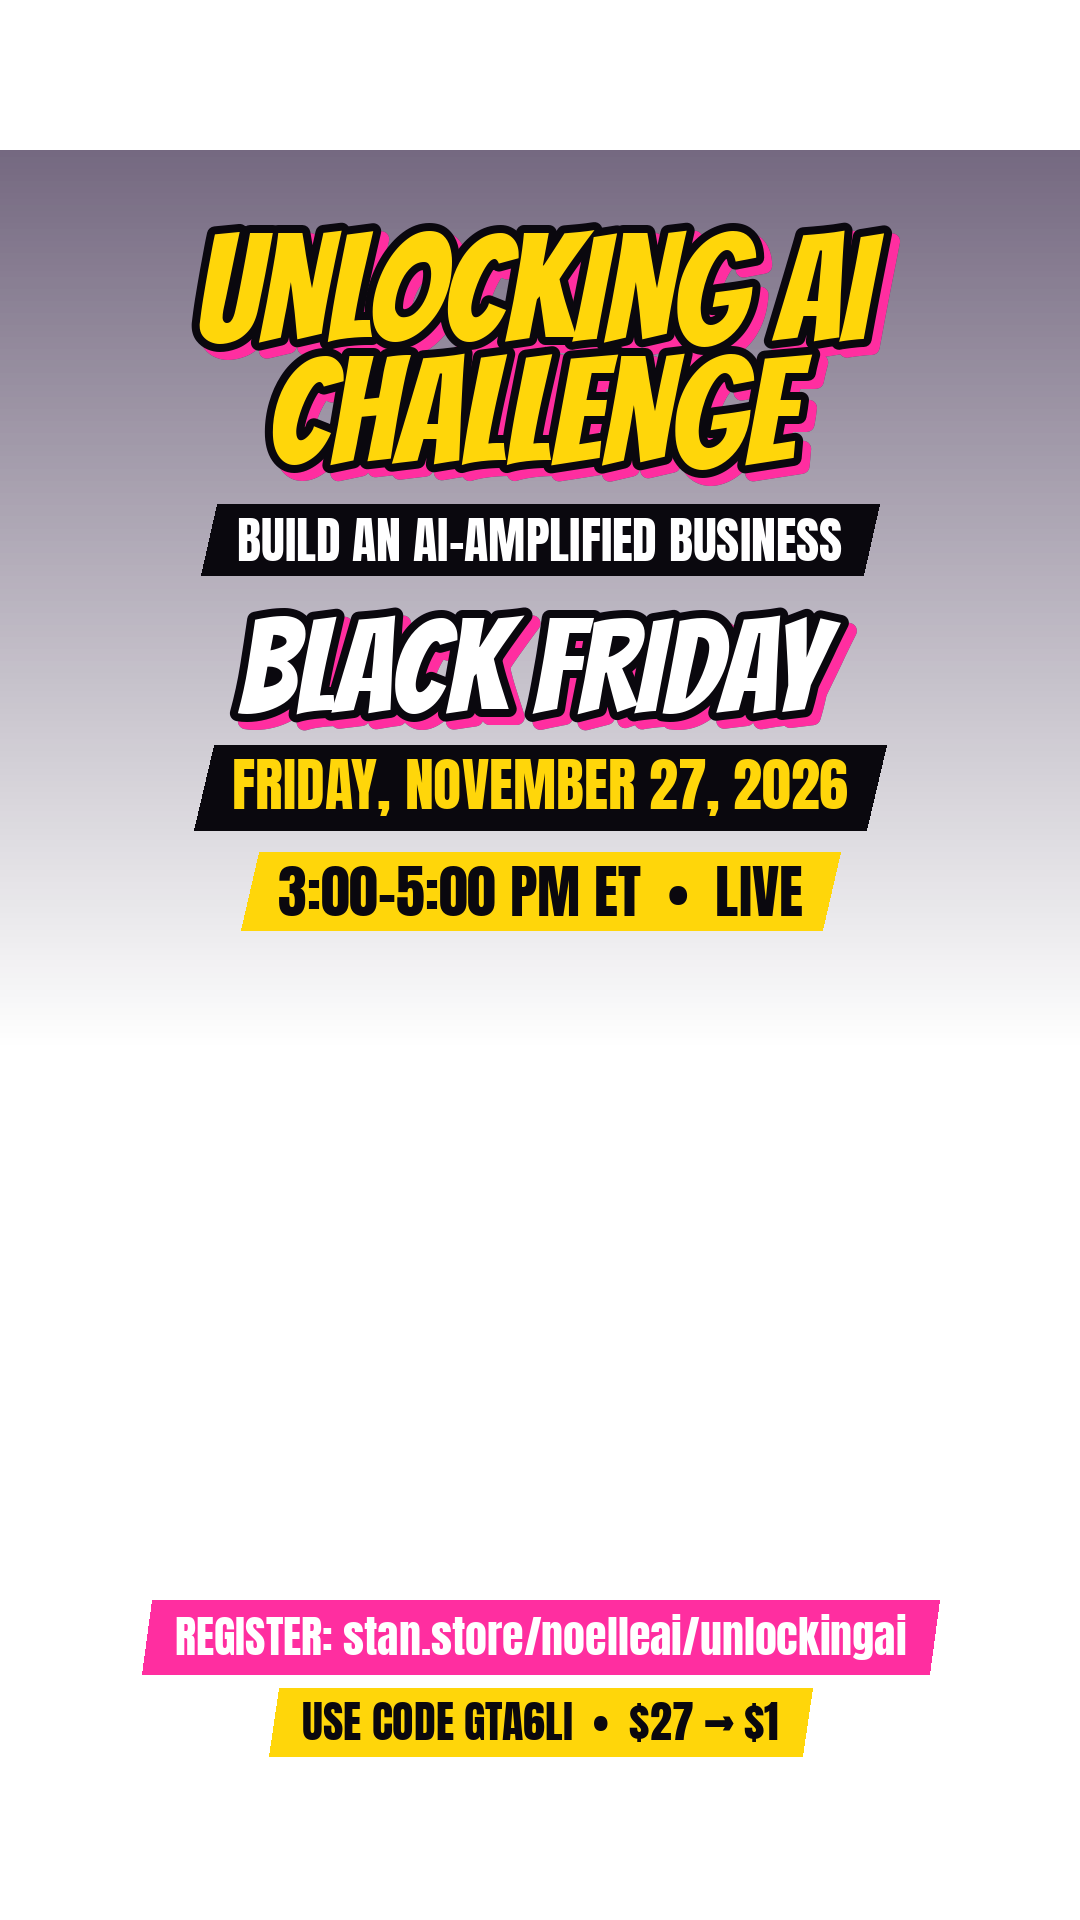 UNLOCKING AI
CHALLENGE
BUILD AN AI-AMPLIFIED BUSINESS
BLACK FRIDAY
FRIDAY, NOVEMBER 27, 2026
3:00-5:00 PM ET • LIVE
REGISTER: stan.store/noelleai/unlockingai
USE CODE GTA6LI • $27 → $1